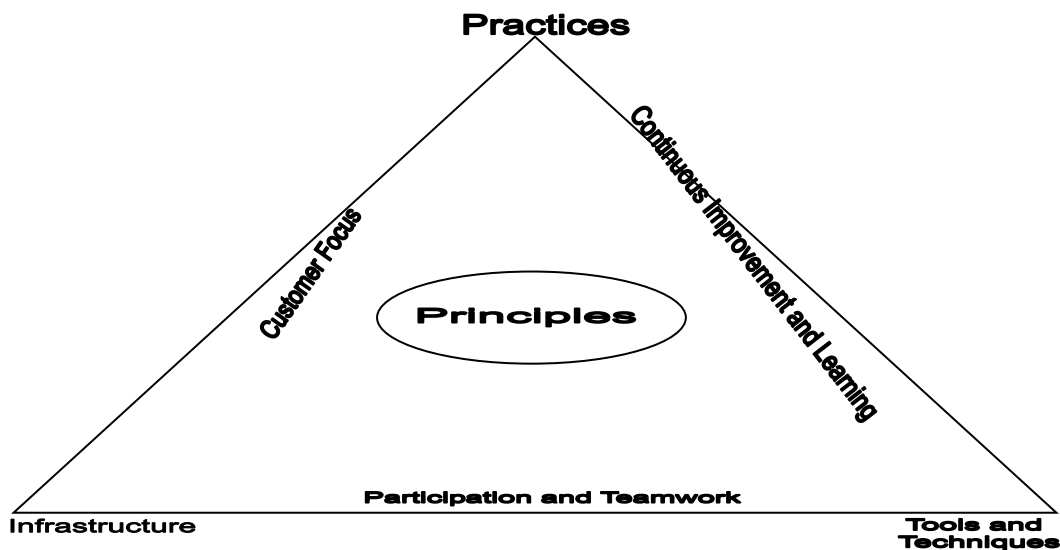 Practices
Continuous Improvement and Learning
Customer Focus
Principles
Participation and Teamwork
Infrastructure
Tools and
Techniques